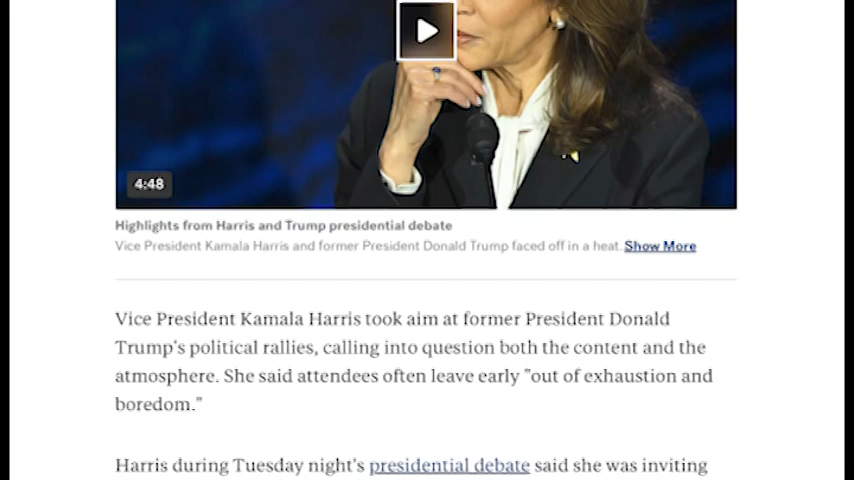 4:48
Highlights from Harris and Trump presidential debate
Vice President Kamala Harris and former President Donald Trump faced off in a heat. Show More
Vice President Kamala Harris took aim at former President Donald
Trump's political rallies, calling into question both the content and the
atmosphere. She said attendees often leave early "out of exhaustion and
boredom."
Harris during Tuesday night's presidential debate said she was inviting